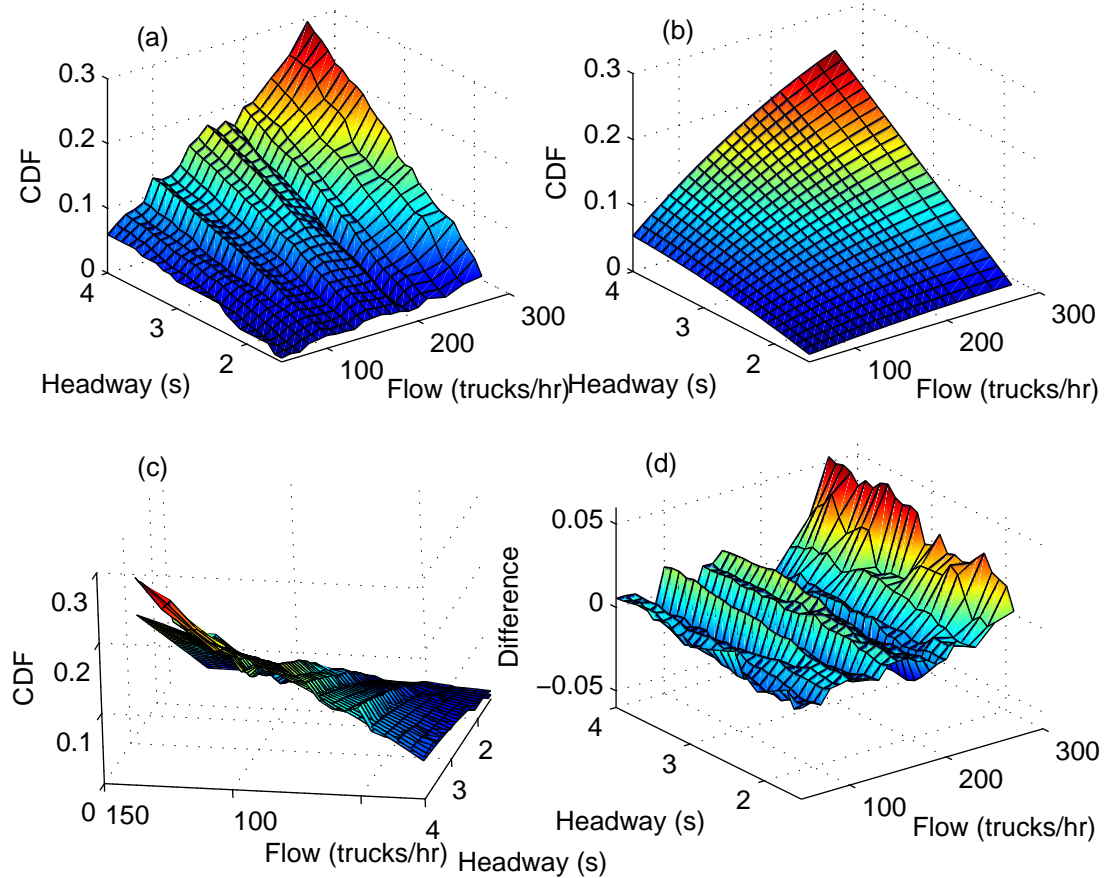 (a)
0.3
0.2
0.1
0
CDF
4
3
2
Headway (s)
100
200
300
Flow (trucks/hr)
(b)
0.3
0.2
0.1
0
CDF
4
3
2
Headway (s)
100
200
300
Flow (trucks/hr)
(c)
0.3
0.2
0.1
0
CDF
150
100
Flow (trucks/hr)
2
3
4
Headway (s)
(d)
0.05
0
−0.05
Difference
4
3
2
Headway (s)
100
200
300
Flow (trucks/hr)